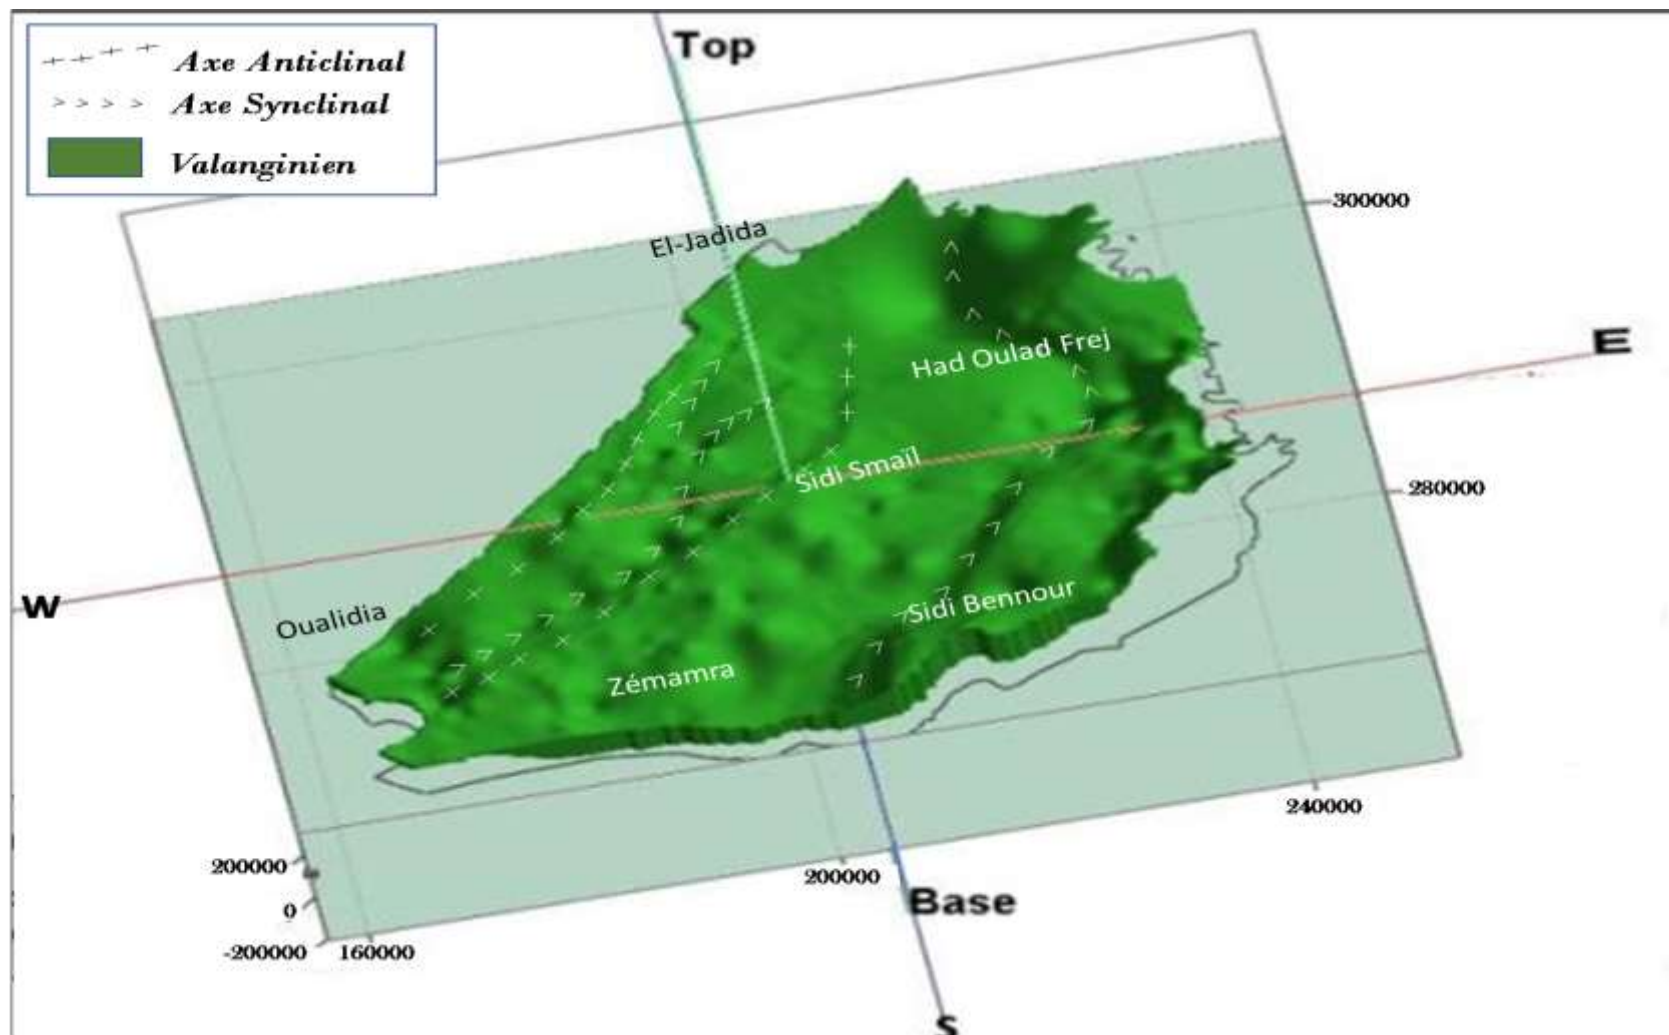 Axe Anticlinal
Axe Synclinal
Valanginien
Top
El-Jadida
300000
E
Had Oulad Frej
Sidi Smaïl
280000
W
Oualidia
Sidi Bennour
Zémamra
240000
200000
200000
0
Base
-200000
160000
S